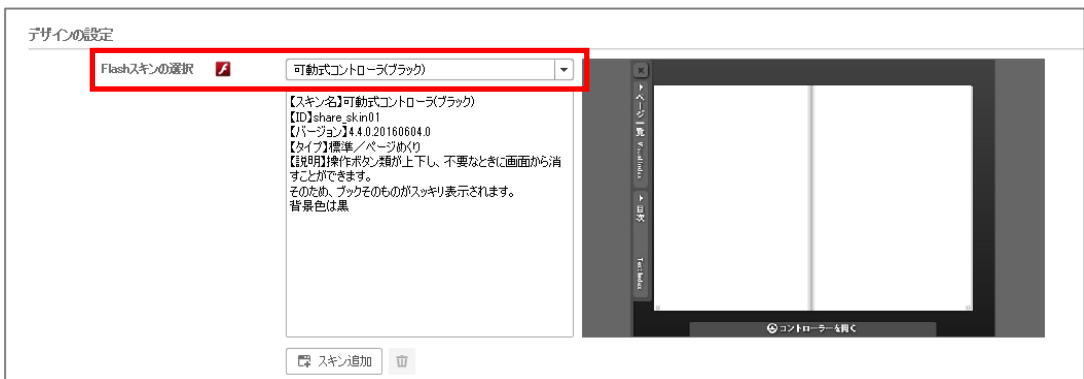 デザインの設定
Flashスキンの選択
可動式コントローラ(ブラック)
【スキン名】可動式コントローラ(ブラック)
【ID】share_skin01
【バージョン】4.4.0.20160604.0
【タイプ】標準／ページめくり
【説明】操作ボタン類が上下し、不要なときに画面から消
すことができます。
そのため、ブックそのものがスッキリ表示されます。
背景色は黒
ページ一覧 Visual index
目次 Text Index
コントローラーを開く
スキン追加